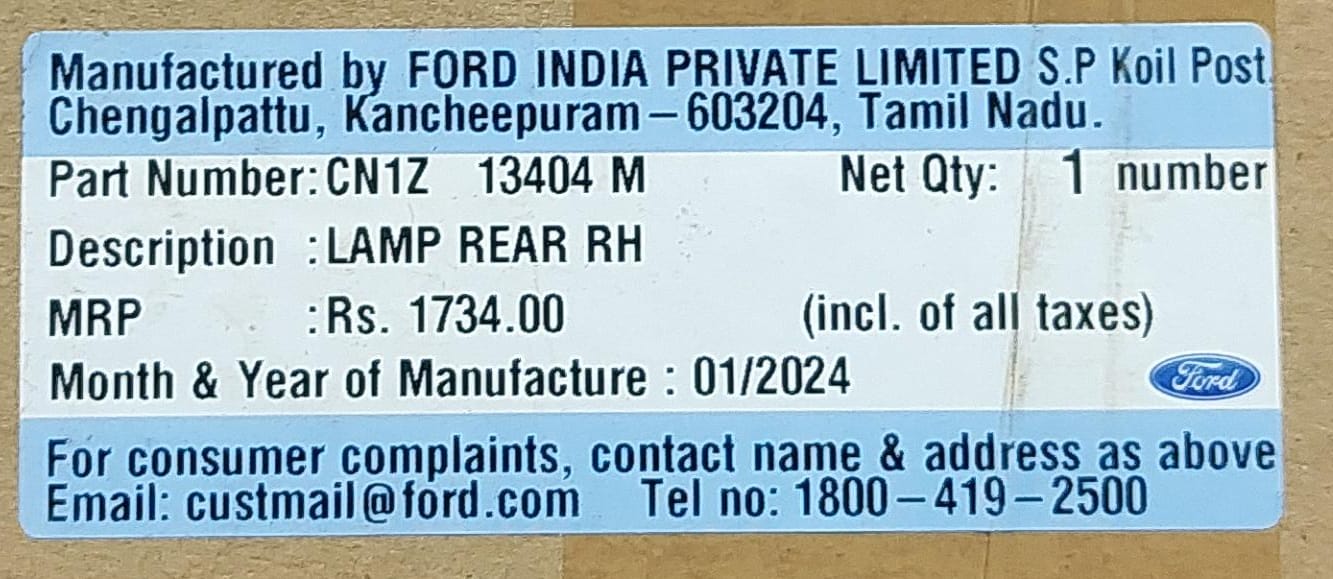 Manufactured by FORD INDIA PRIVATE LIMITED S.P Koil Post
Chengalpattu, Kancheepuram – 603204, Tamil Nadu.
Part Number: CN1Z 13404 M Net Qty: 1 number
Description : LAMP REAR RH
MRP : Rs. 1734.00 (incl. of all taxes)
Month & Year of Manufacture : 01/2024
Ford
For consumer complaints, contact name & address as above
Email: custmail@ford.com Tel no: 1800–419–2500